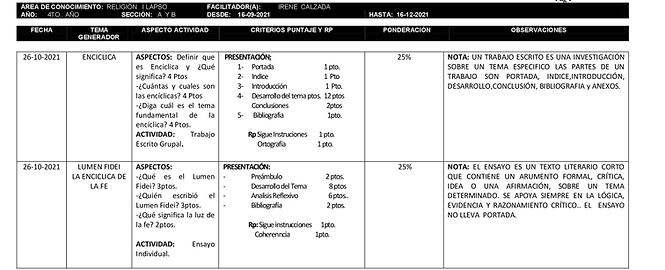 ÁREA DE CONOCIMIENTO: RELIGIÓN I LAPSO FACILITADOR(A): IRENE CALZADA
AÑO: 4TO. AÑO SECCIÓN: A Y B DESDE: 16-09-2021 HASTA: 16-12-2021
FECHA TEMA GENERADOR ASPECTO ACTIVIDAD CRITERIOS PUNTAJE Y RP PONDERACIÓN OBSERVACIONES
26-10-2021
ENCICLICA
ASPECTOS: Definir que
es Enciclica y ¿Qué
significa? 4 Ptos
-¿Cuántas y cuales son
las encíclicas? 4 Ptos
-¿Diga cuál es el tema
fundamental de la
encíclica? 4 Ptos.
ACTIVIDAD: Trabajo
Escrito Grupal.
PRESENTACIÓN;
1- Portada 1 pto.
2- Indice 1 Pto
3- Introducción 1 Pto.
4- Desarrollo del tema ptos. 12 ptos
Conclusiones 2ptos
5- Bibliografia 1pto.
Rp Sigue Instruciones 1 pto.
Ortografía 1 pto.
25%
NOTA: UN TRABAJO ESCRITO ES UNA INVESTIGACIÓN
SOBRE UN TEMA ESPECIFICO LAS PARTES DE UN
TRABAJO SON PORTADA, INDICE,INTRODUCCIÓN,
DESARROLLO,CONCLUSIÓN, BIBLIOGRAFIA y ANEXOS.
26-10-2021
LUMEN FIDEI
LA ENCICLICA DE
LA FE
ASPECTOS:
-¿Qué es el Lumen
Fidei? 3ptos.
-¿Quién escribió el
Lumen Fidei? 3ptos.
-¿Qué significa la luz de
la fe? 2ptos.
ACTIVIDAD: Ensayo
Individual.
PRESENTACIÓN:
- Preámbulo 2 ptos.
- Desarrollo del Tema 8 ptos
- Analisis Reflexivo 6 ptos..
- Bibliografia 2 ptos.
Rp: Sigue instrucciones 1pto.
Coherenncia 1pto.
25%
NOTA: EL ENSAYO ES UN TEXTO LITERARIO CORTO
QUE CONTIENE UN ARUMENTO FORMAL, CRÍTICA,
IDEA O UNA AFIRMACIÓN, SOBRE UN TEMA
DETERMINADO. SE APOYA SIEMPRE EN LA LÓGICA,
EVIDENCIA Y RAZONAMIENTO CRÍTICO.. EL ENSAYO
NO LLEVA PORTADA.